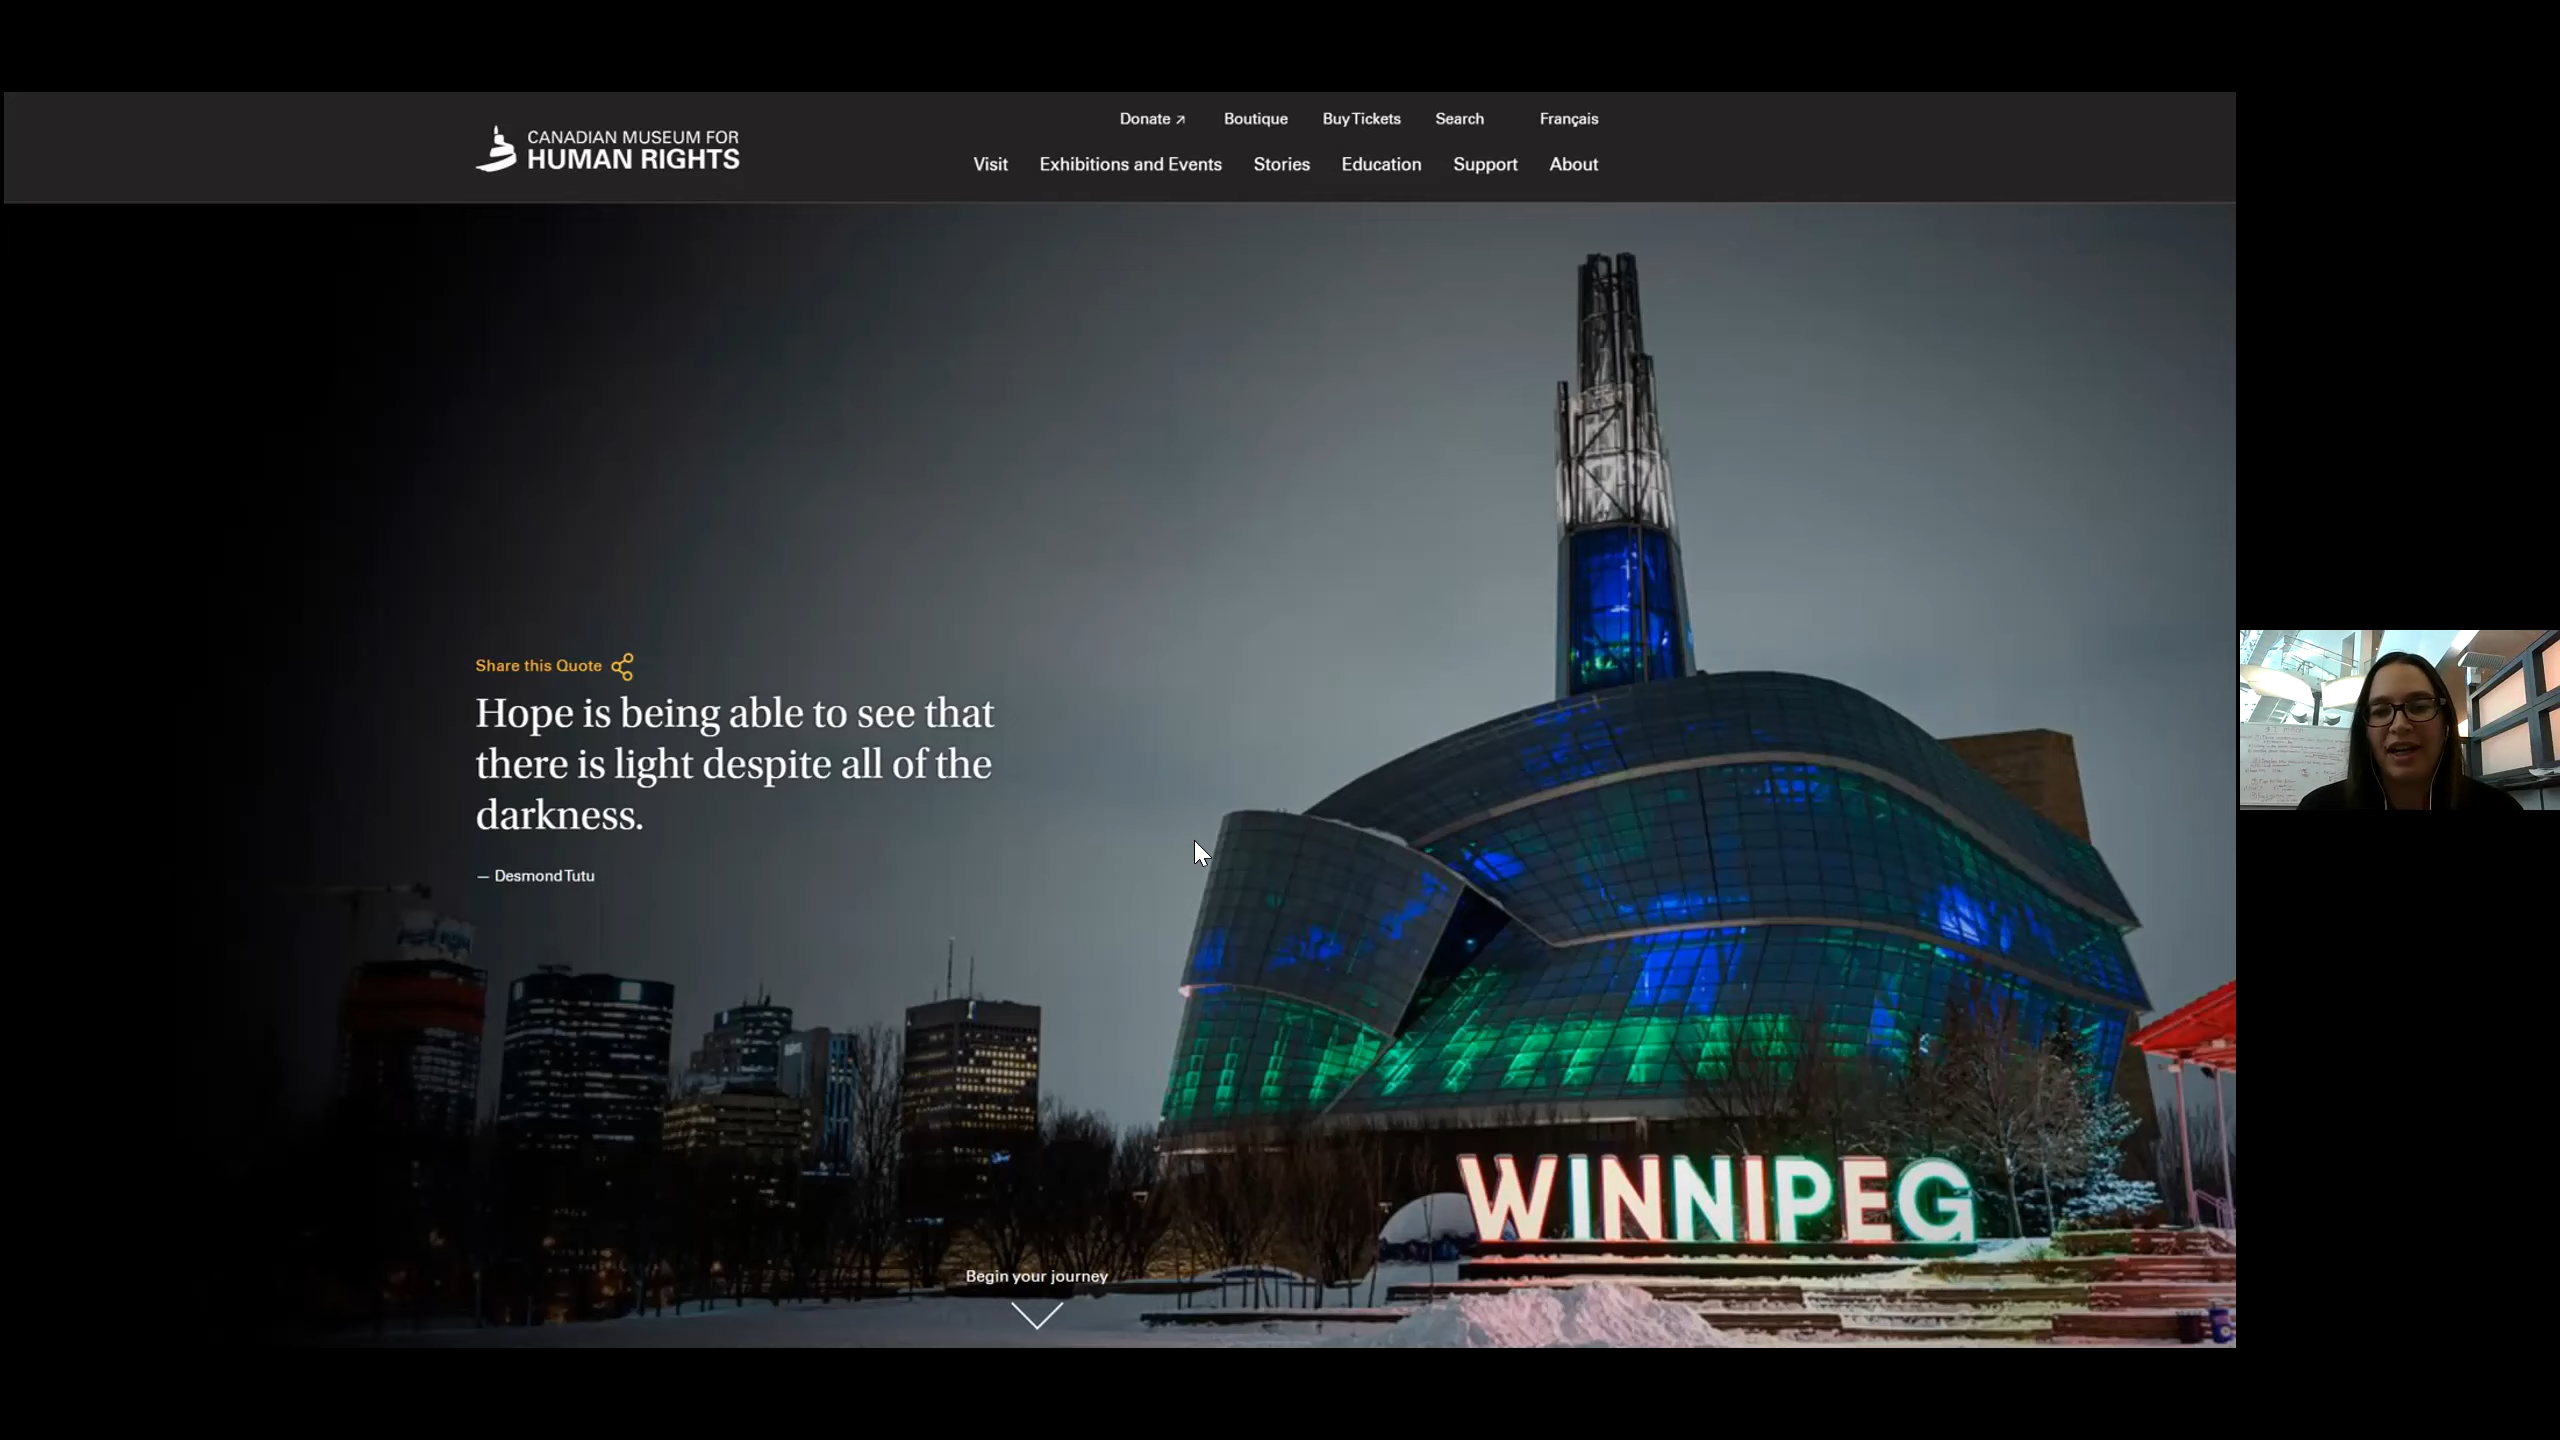 Donate ↗ Boutique Buy Tickets Search Français
CANADIAN MUSEUM FOR
HUMAN RIGHTS
Visit Exhibitions and Events Stories Education Support About
Share this Quote
Hope is being able to see that
there is light despite all of the
darkness.
— Desmond Tutu
WINNIPEG
Begin your journey